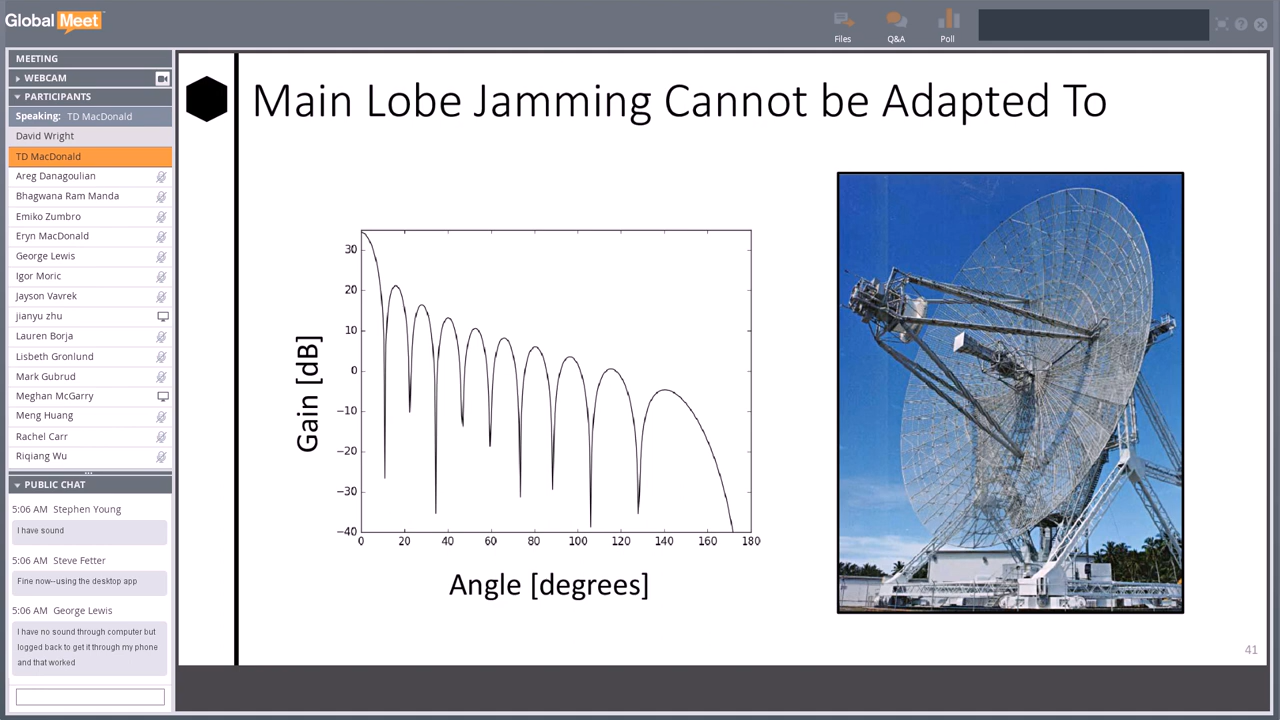 Global Meet
Files
Q&A
Poll
MEETING
WEBCAM
PARTICIPANTS
Speaking: TD MacDonald
David Wright
TD MacDonald
Areg Danagoulian
Bhagwana Ram Manda
Emiko Zumbro
Eryn MacDonald
George Lewis
Igor Moric
Jayson Vavrek
jianyu zhu
Lauren Borja
Lisbeth Gronlund
Mark Gubrud
Meghan McGarry
Meng Huang
Rachel Carr
Riqiang Wu
PUBLIC CHAT
5:06 AM Stephen Young
I have sound
5:06 AM Steve Fetter
Fine now--using the desktop app
5:06 AM George Lewis
I have no sound through computer but
logged back to get it through my phone
and that worked
Main Lobe Jamming Cannot be Adapted To
Gain [dB]
30
20
10
0
−10
−20
−30
−40
0 20 40 60 80 100 120 140 160 180
Angle [degrees]
41